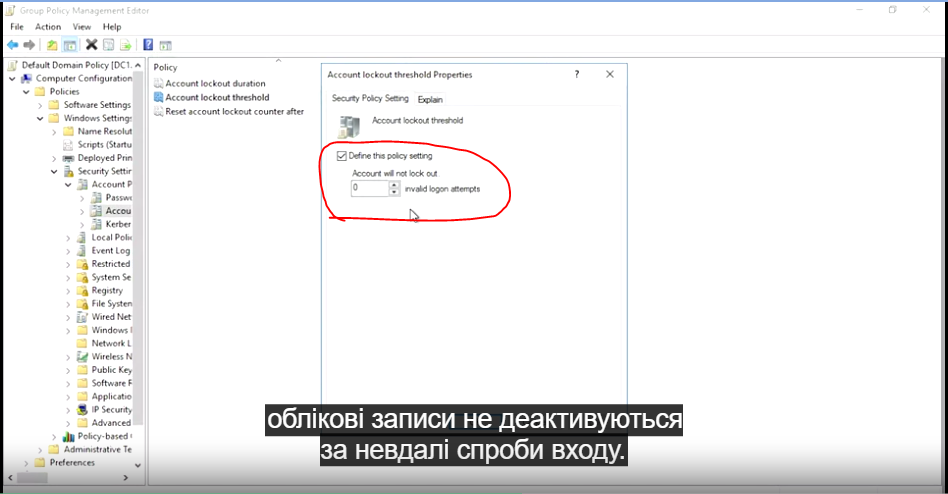 Group Policy Management Editor
File Action View Help
Default Domain Policy [DC1.
Computer Configuration
Policies
Software Settings
Windows Settings
Name Resolut
Scripts (Startu
Deployed Prin
Security Settin
Account P
Passwo
Accou
Kerber
Local Polic
Event Log
Restricted
System Se
Registry
File System
Wired Net
Windows
Network L
Wireless N
Public Key
Software R
Applicatio
IP Security
Advanced
Policy-based
Administrative Te
Preferences
Policy
Account lockout duration
Account lockout threshold
Reset account lockout counter after
Account lockout threshold Properties
? ×
Security Policy Setting Explain
Account lockout threshold
Define this policy setting
Account will not lock out
0 invalid logon attempts
облікові записи не деактивуються
за невдалі спроби входу.